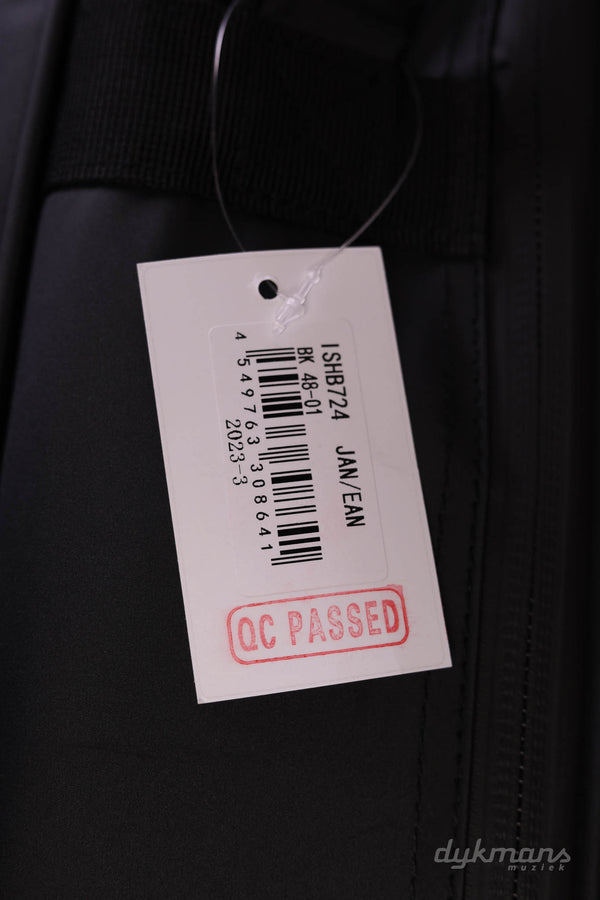 ISHB724 JAN/EAN
BK 48-01
4 549763 308641
2023-3
QC PASSED
dykmans
muziek